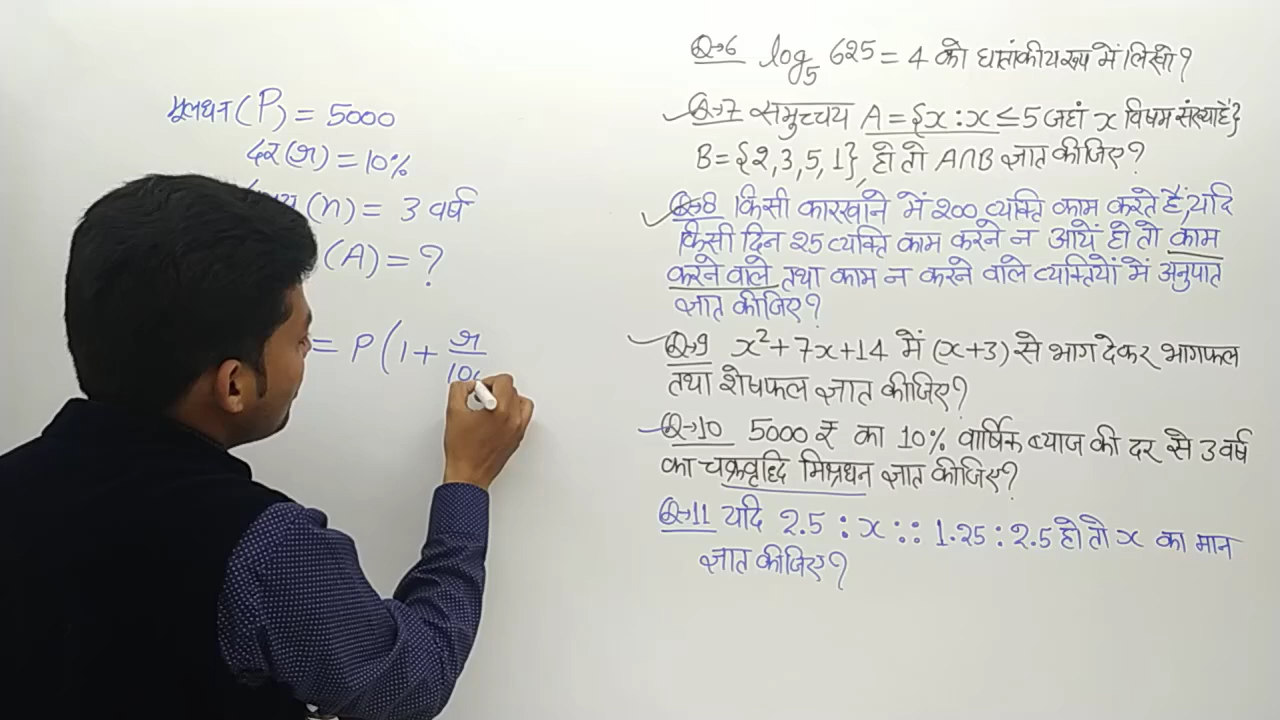 मूलधन (P) = 5000
दर (r) = 10%
(n) = 3 वर्ष
(A) = ?
= P (1 + r/100
Q→6 log₅ 625 = 4 को घातांकीय रूप में लिखो?
Q→7 समुच्चय A = {x : x ≤ 5 जहां x विषम संख्या है}
B = {2, 3, 5, 1}, हो तो A∩B ज्ञात कीजिए?
Q→8 किसी कारखाने में 200 व्यक्ति काम करते हैं, यदि
किसी दिन 25 व्यक्ति काम करने न आयें हो तो काम
करने वाले तथा काम न करने वाले व्यक्तियों में अनुपात
ज्ञात कीजिए?
Q→9 x² + 7x + 14 में (x+3) से भाग देकर भागफल
तथा शेषफल ज्ञात कीजिए?
Q→10 5000 ₹ का 10% वार्षिक ब्याज की दर से 3 वर्ष
का चक्रवृद्धि मिश्रधन ज्ञात कीजिए?
Q→11 यदि 2.5 : x :: 1.25 : 2.5 हो तो x का मान
ज्ञात कीजिए?